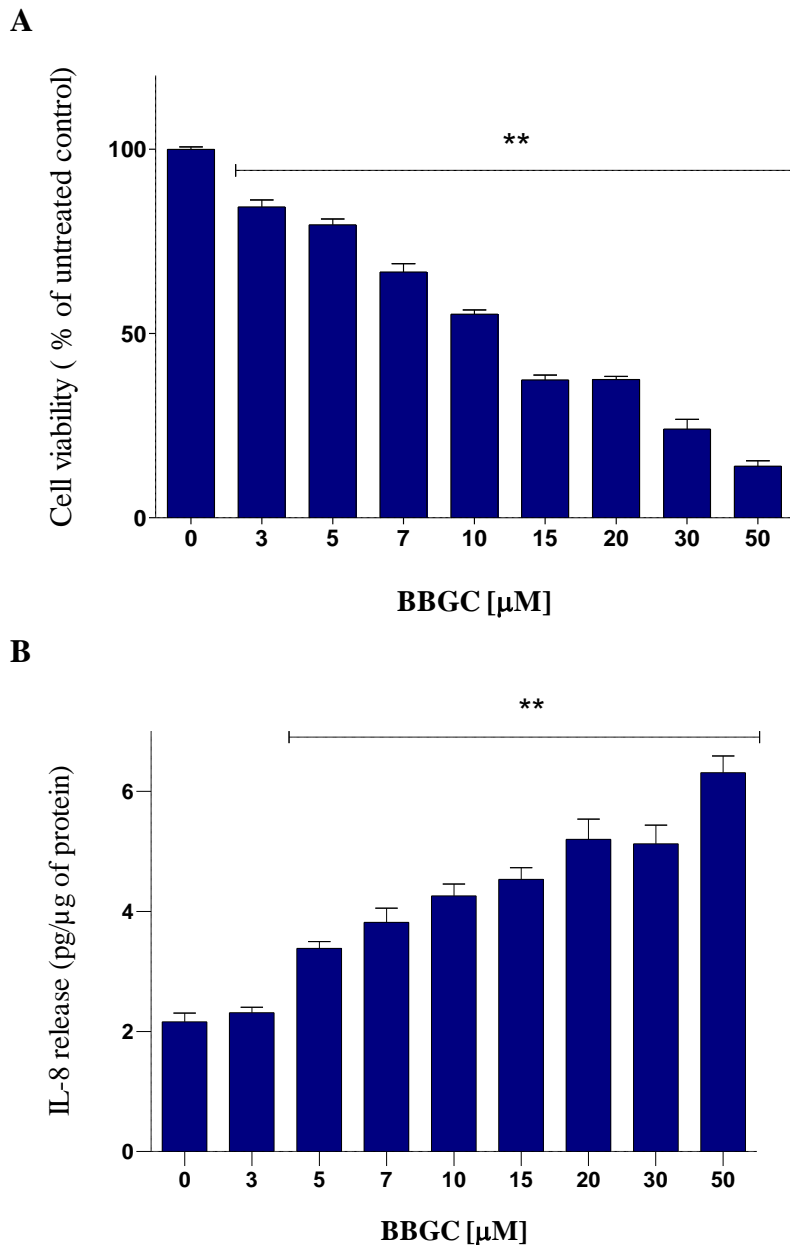 A
Cell viability ( % of untreated control)
**
100
50
0
0 3 5 7 10 15 20 30 50
BBGC [μM]
B
IL-8 release (pg/µg of protein)
**
6
4
2
0
0 3 5 7 10 15 20 30 50
BBGC [μM]